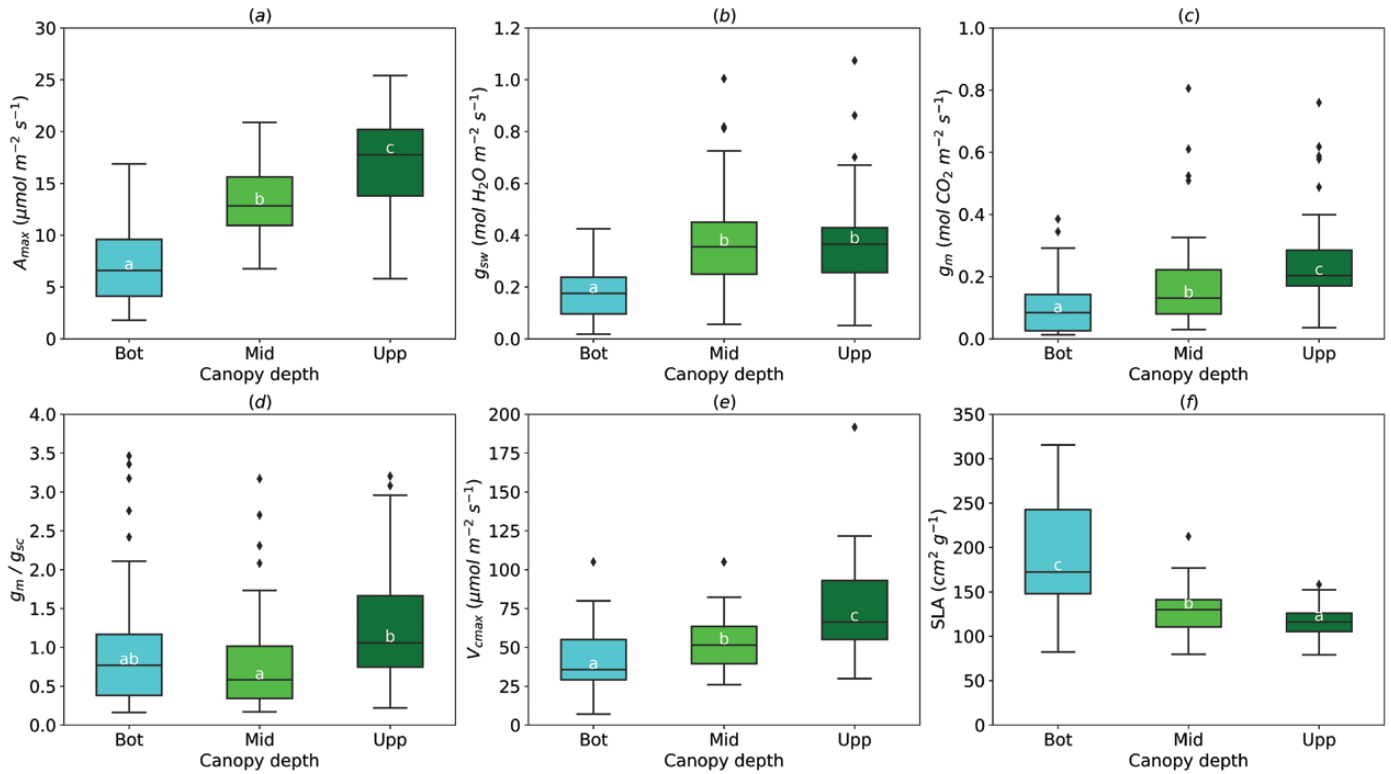 (a)
30
25
20
15
10
5
0
A_max (μmol m⁻² s⁻¹)
a
b
c
Bot Mid Upp
Canopy depth
(b)
1.2
1.0
0.8
0.6
0.4
0.2
0.0
g_sw (mol H₂O m⁻² s⁻¹)
a
b
b
Bot Mid Upp
Canopy depth
(c)
1.0
0.8
0.6
0.4
0.2
0.0
g_m (mol CO₂ m⁻² s⁻¹)
a
b
c
Bot Mid Upp
Canopy depth
(d)
4.0
3.5
3.0
2.5
2.0
1.5
1.0
0.5
0.0
g_m / g_sc
ab
a
b
Bot Mid Upp
Canopy depth
(e)
200
175
150
125
100
75
50
25
0
V_cmax (μmol m⁻² s⁻¹)
a
b
c
Bot Mid Upp
Canopy depth
(f)
350
300
250
200
150
100
50
0
SLA (cm² g⁻¹)
c
b
a
Bot Mid Upp
Canopy depth